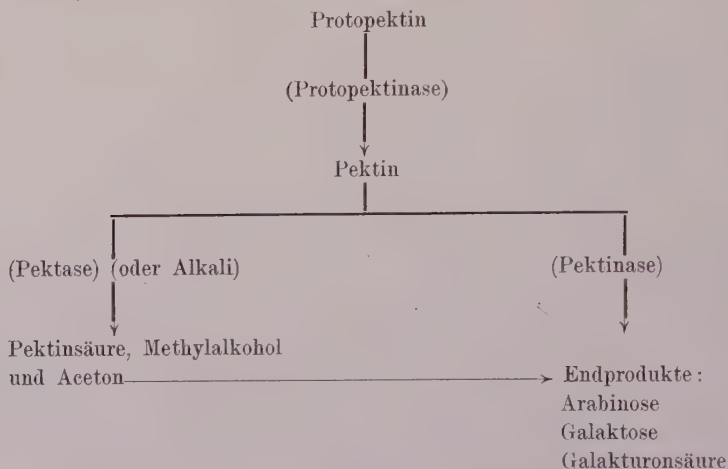 Protopektin
(Protopektinase)
Pektin
(Pektase) (oder Alkali)
(Pektinase)
Pektinsäure, Methylalkohol
und Aceton
Endprodukte:
Arabinose
Galaktose
Galakturonsäure